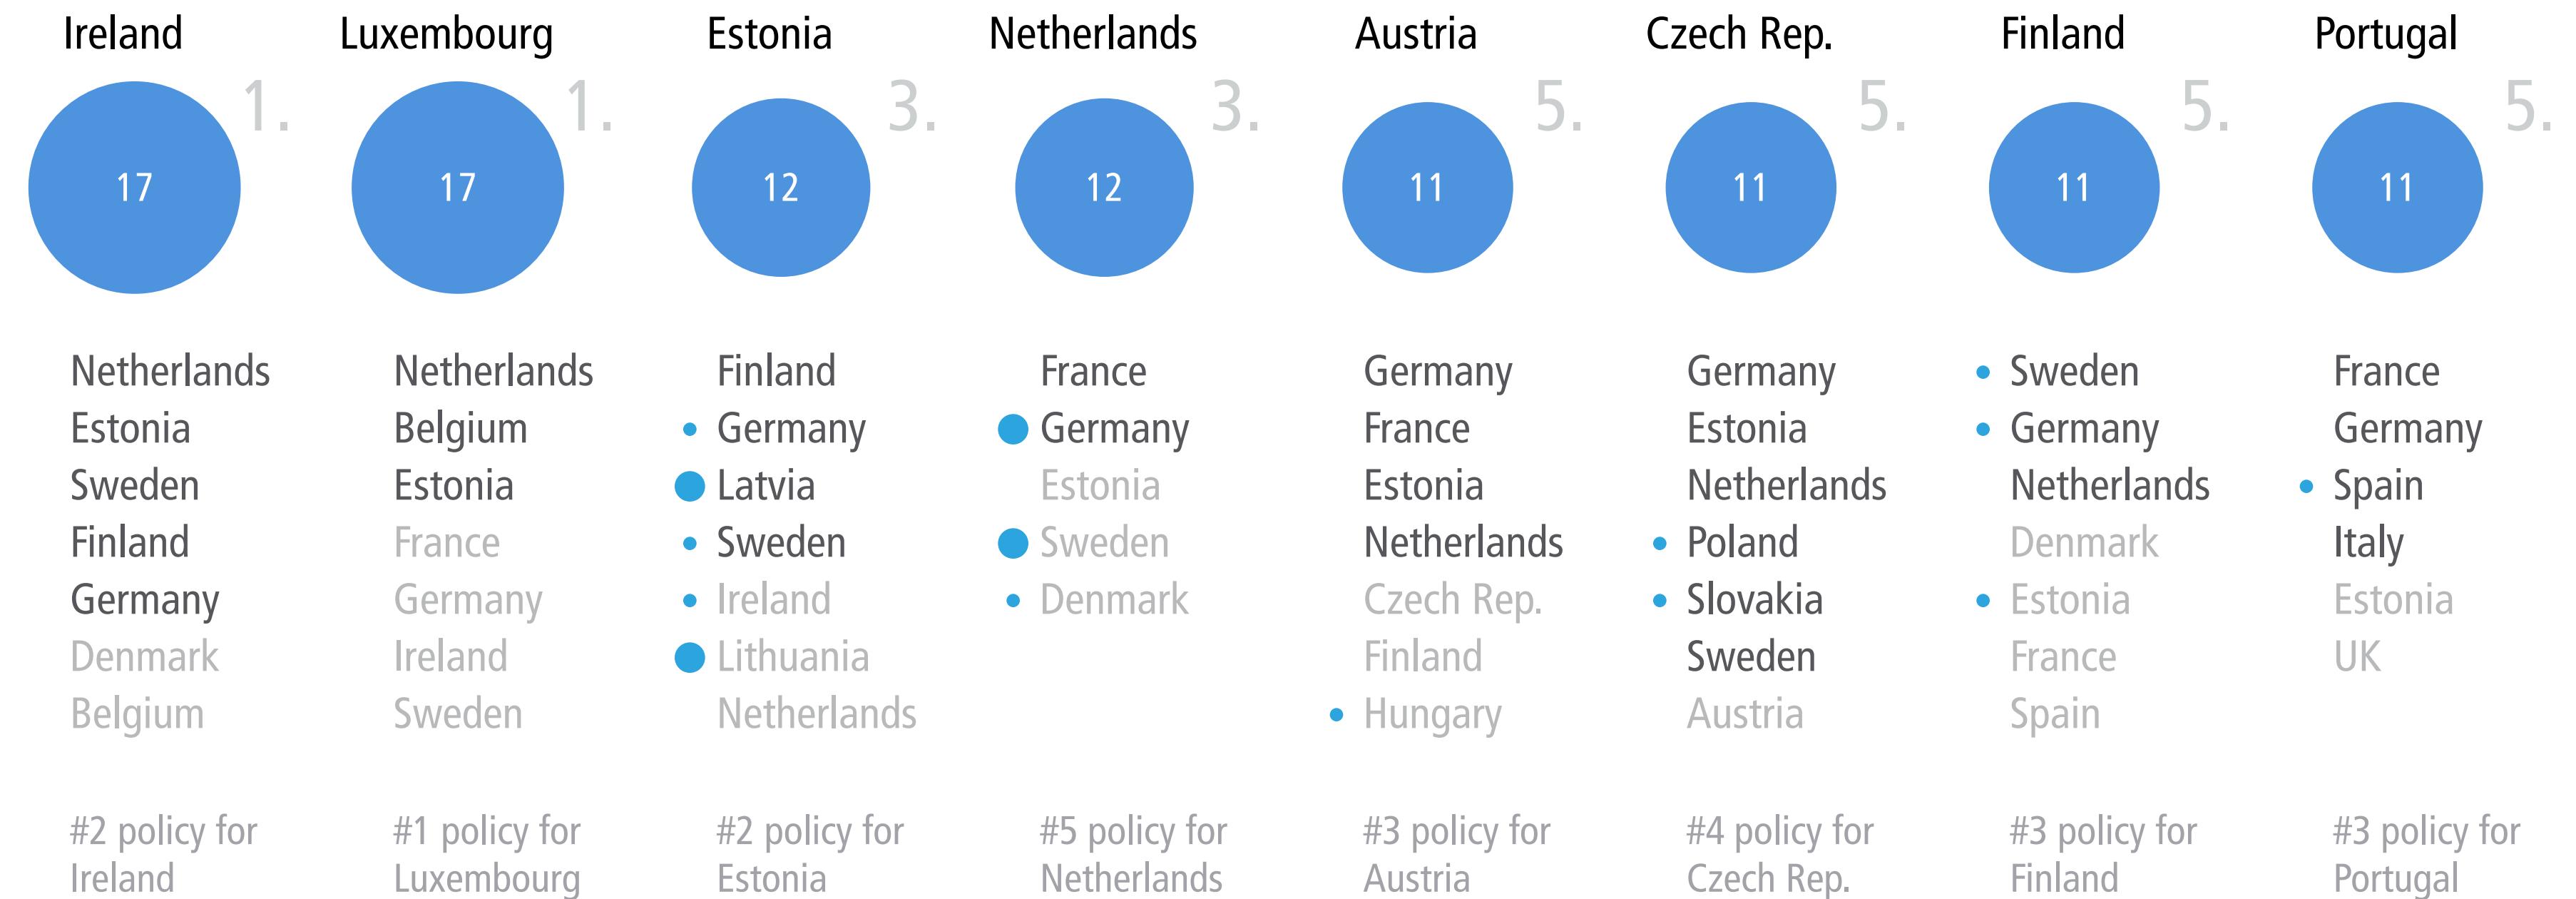 Ireland
1.
17
Netherlands
Estonia
Sweden
Finland
Germany
Denmark
Belgium
#2 policy for
Ireland
Luxembourg
1.
17
Netherlands
Belgium
Estonia
France
Germany
Ireland
Sweden
#1 policy for
Luxembourg
Estonia
3.
12
Finland
Germany
Latvia
Sweden
Ireland
Lithuania
Netherlands
#2 policy for
Estonia
Netherlands
3.
12
France
Germany
Estonia
Sweden
Denmark
#5 policy for
Netherlands
Austria
5.
11
Germany
France
Estonia
Netherlands
Czech Rep.
Finland
Hungary
#3 policy for
Austria
Czech Rep.
5.
11
Germany
Estonia
Netherlands
Poland
Slovakia
Sweden
Austria
#4 policy for
Czech Rep.
Finland
5.
11
Sweden
Germany
Netherlands
Denmark
Estonia
France
Spain
#3 policy for
Finland
Portugal
5.
11
France
Germany
Spain
Italy
Estonia
UK
#3 policy for
Portugal